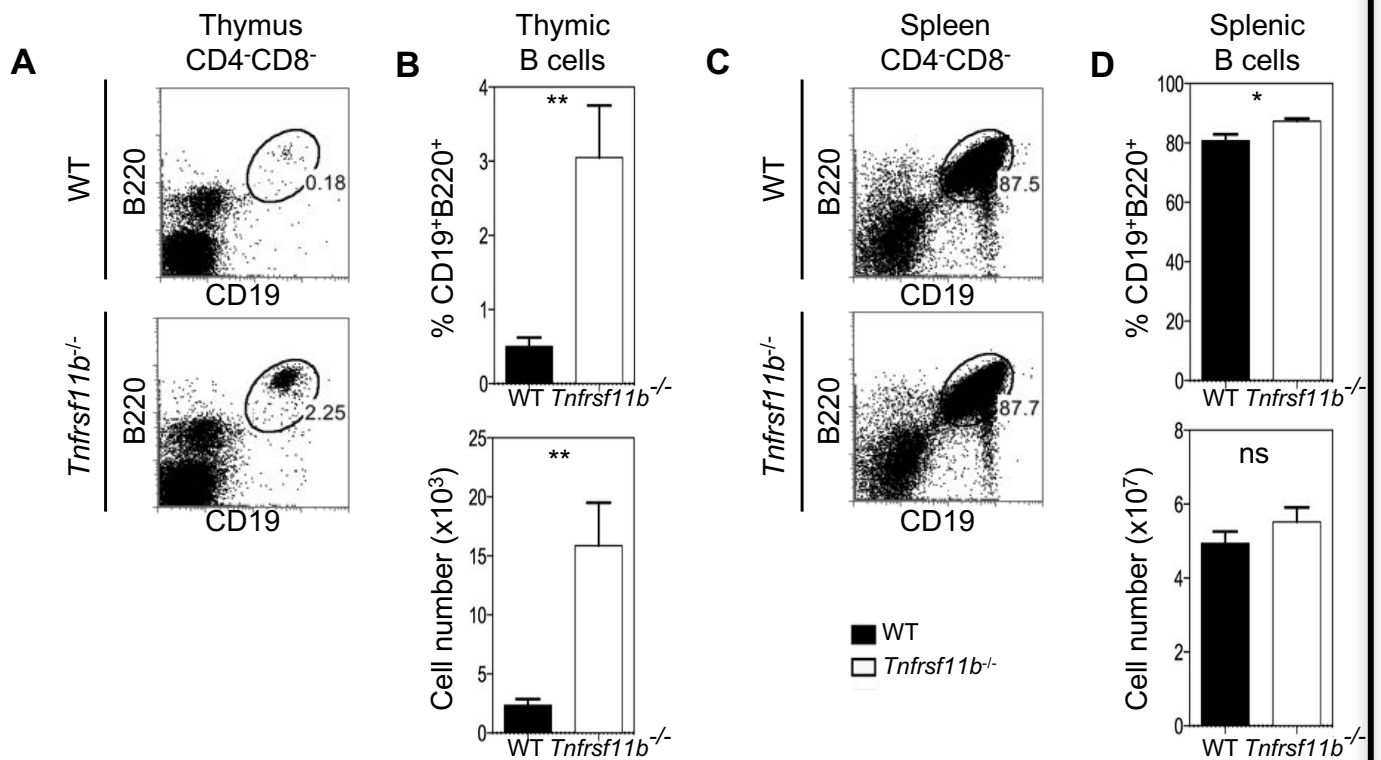 A
Thymus
CD4-CD8-
WT
B220
0.18
CD19
Tnfrsf11b-/-
B220
2.25
CD19
B
Thymic
B cells
**
% CD19+B220+
4
3
2
1
0
WT Tnfrsf11b-/-
**
Cell number (x10³)
25
20
15
10
5
0
WT Tnfrsf11b-/-
C
Spleen
CD4-CD8-
WT
B220
87.5
CD19
Tnfrsf11b-/-
B220
87.7
CD19
WT
Tnfrsf11b-/-
D
Splenic
B cells
*
% CD19+B220+
100
80
60
40
20
0
WT Tnfrsf11b-/-
ns
Cell number (x10⁷)
8
6
4
2
0
WT Tnfrsf11b-/-